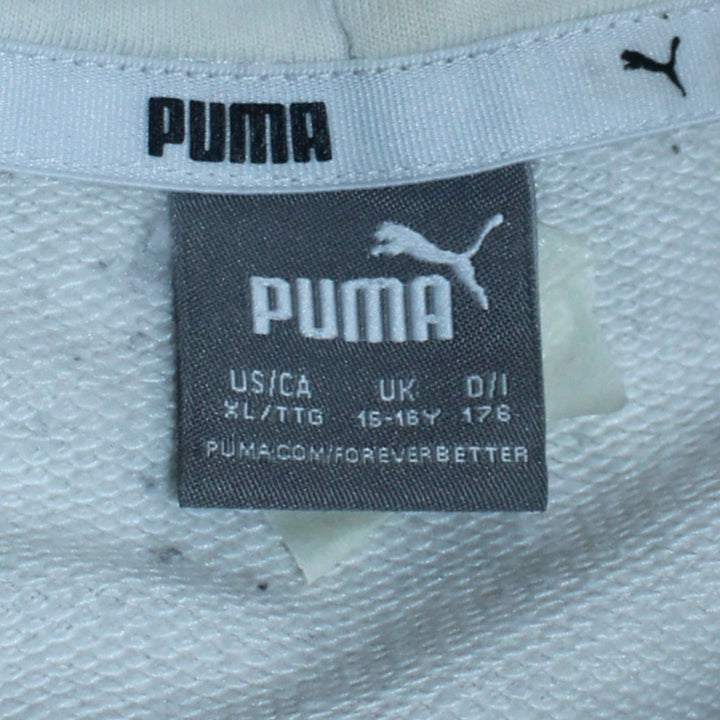 PUMA
PUMA
US/CA UK D/I
XL/TTG 15-16Y 176
PUMA.COM/FOREVERBETTER